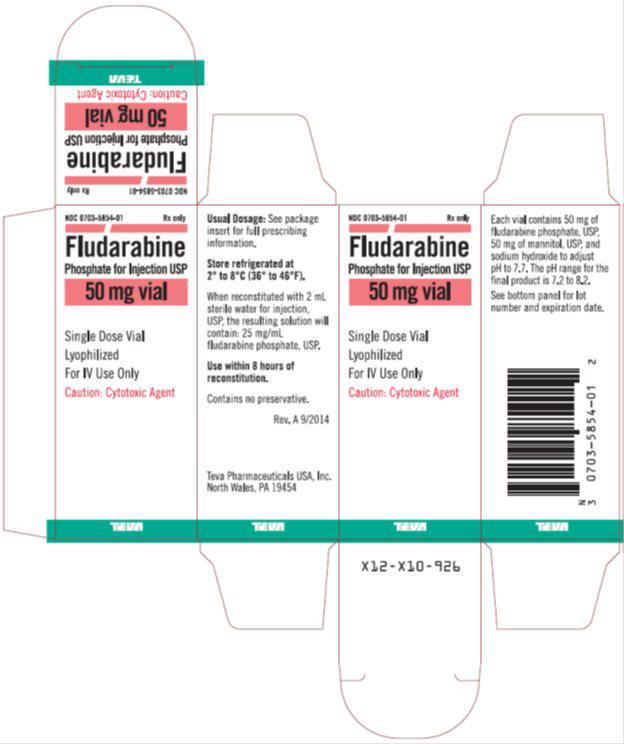 TEVA
Caution: Cytotoxic Agent
50 mg vial
Phosphate for Injection USP
Fludarabine
NDC 0703-5854-01 Rx only
NDC 0703-5854-01 Rx only
Fludarabine
Phosphate for Injection USP
50 mg vial
Single Dose Vial
Lyophilized
For IV Use Only
Caution: Cytotoxic Agent
TEVA
Usual Dosage: See package
insert for full prescribing
information.
Store refrigerated at
2° to 8°C (36° to 46°F).
When reconstituted with 2 mL
sterile water for injection,
USP, the resulting solution will
contain: 25 mg/mL
fludarabine phosphate, USP.
Use within 8 hours of
reconstitution.
Contains no preservative.
Rev. A 9/2014
Teva Pharmaceuticals USA, Inc.
North Wales, PA 19454
NDC 0703-5854-01 Rx only
Fludarabine
Phosphate for Injection USP
50 mg vial
Single Dose Vial
Lyophilized
For IV Use Only
Caution: Cytotoxic Agent
TEVA
X12-X10-926
Each vial contains 50 mg of
fludarabine phosphate, USP,
50 mg of mannitol, USP, and
sodium hydroxide to adjust
pH to 7.7. The pH range for the
final product is 7.2 to 8.2.
See bottom panel for lot
number and expiration date.
N
3 0703-5854-01 2
TEVA